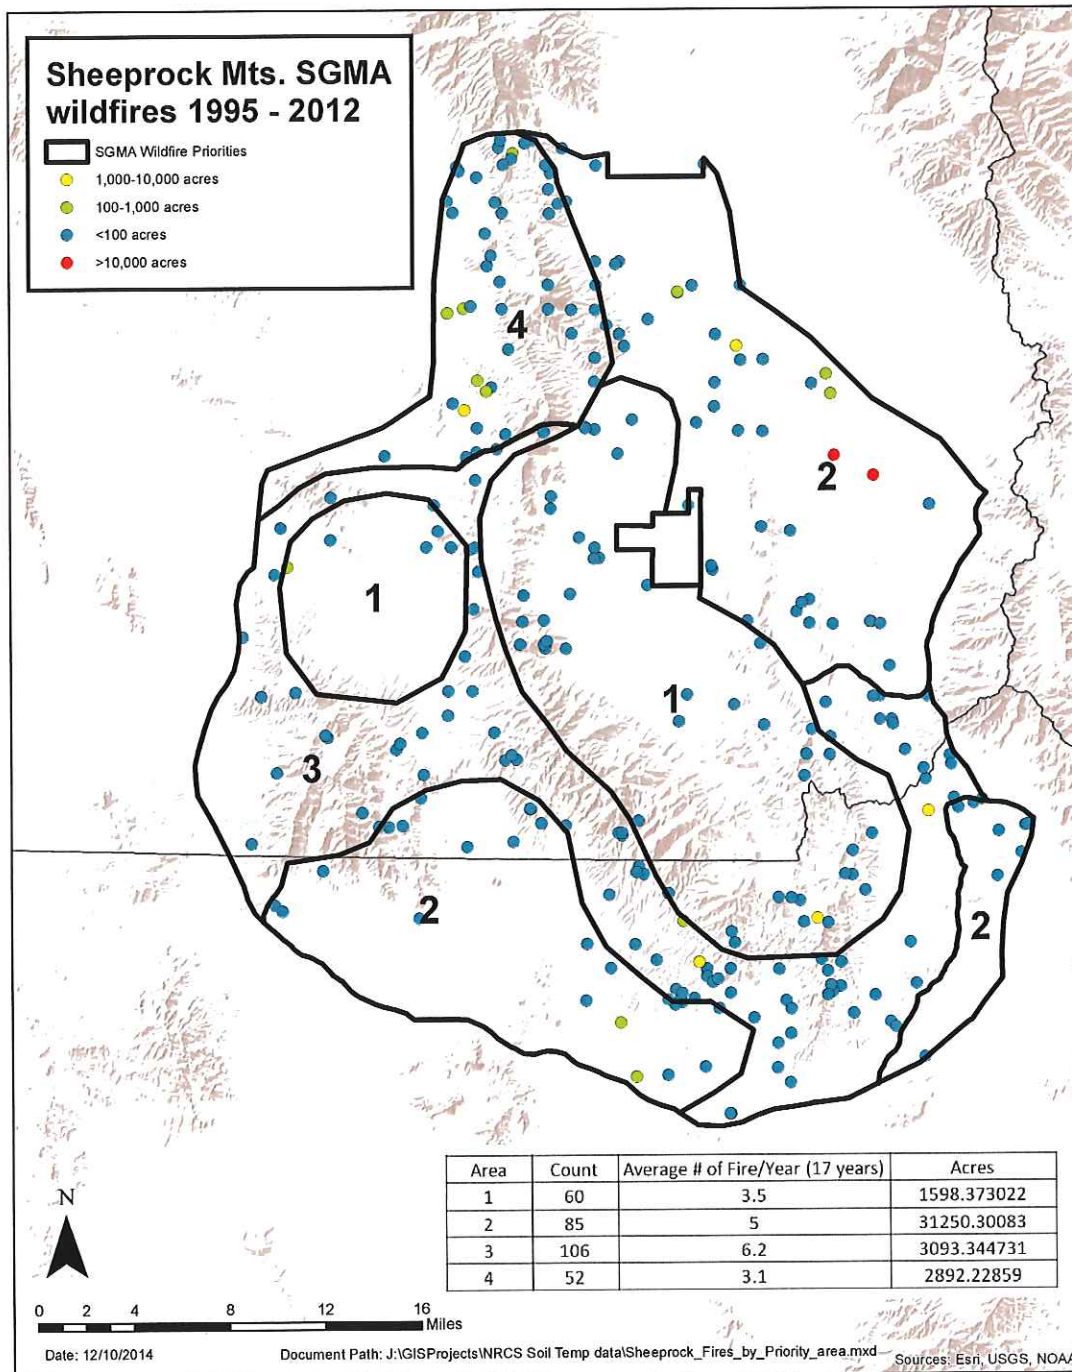 Sheeprock Mts. SGMA
wildfires 1995 - 2012
SGMA Wildfire Priorities
1,000-10,000 acres
100-1,000 acres
<100 acres
>10,000 acres
4
2
1
1
3
2
2
Area Count Average # of Fire/Year (17 years) Acres
1 60 3.5 1598.373022
2 85 5 31250.30083
3 106 6.2 3093.344731
4 52 3.1 2892.22859
N
0 2 4 8 12 16
Miles
Date: 12/10/2014
Document Path: J:\GISProjects\NRCS Soil Temp data\Sheeprock_Fires_by_Priority_area.mxd
Sources: Esri, USGS, NOAA